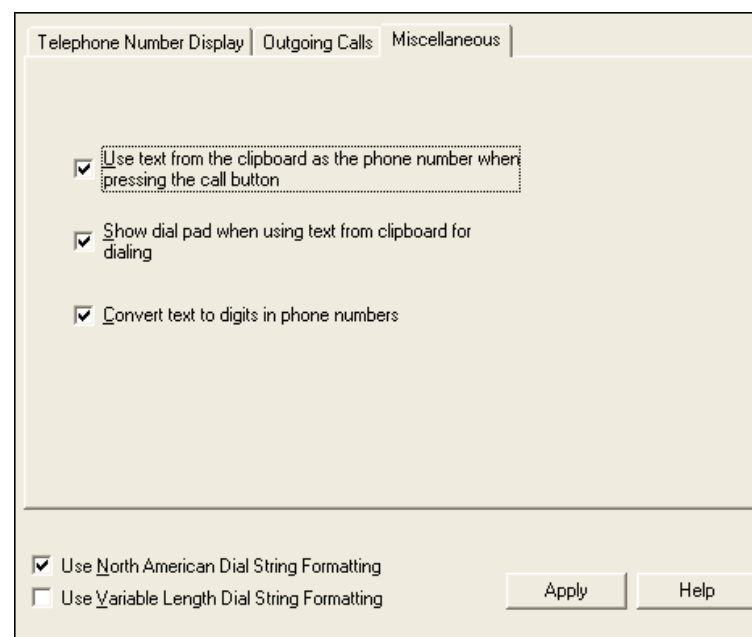 Telephone Number Display Outgoing Calls Miscellaneous
Use text from the clipboard as the phone number when
pressing the call button
Show dial pad when using text from clipboard for
dialing
Convert text to digits in phone numbers
Use North American Dial String Formatting
Use Variable Length Dial String Formatting
Apply Help